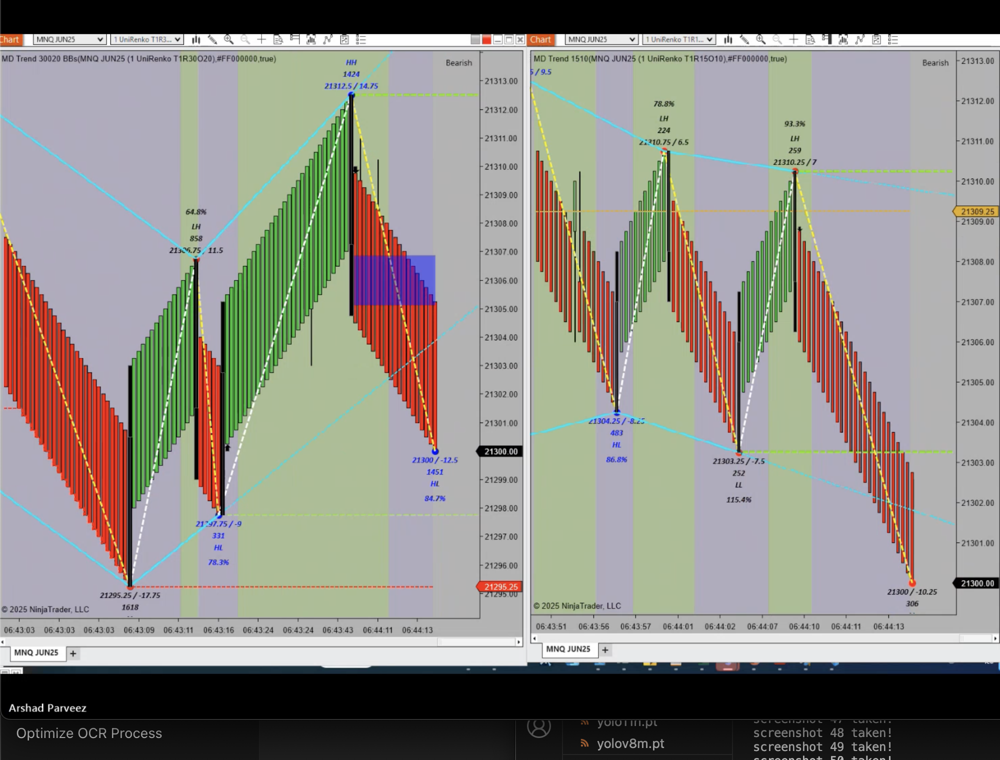 Chart MNQ JUN25 1 UniRenko T1R3...
MD Trend 30020 BBs(MNQ JUN25 (1 UniRenko T1R30O20),#FF000000,true)
Bearish
HH
1424
21312.5 / 14.75
64.8%
LH
858
11.5
21297.75 / -9
331
HL
78.3%
21295.25 / -17.75
1618
21300 / -12.5
1451
HL
84.7%
21313.00
21312.00
21311.00
21310.00
21309.00
21308.00
21307.00
21306.00
21305.00
21304.00
21303.00
21302.00
21301.00
21300.00
21299.00
21298.00
21297.00
21296.00
21295.25
21295.00
© 2025 NinjaTrader, LLC
06:43:03 06:43:03 06:43:03 06:43:09 06:43:11 06:43:16 06:43:24 06:43:24 06:43:43 06:44:11 06:44:13
MNQ JUN25 +
Chart MNQ JUN25 1 UniRenko T1R1...
MD Trend 1510(MNQ JUN25 (1 UniRenko T1R15O10),#FF000000,true)
Bearish
5 / 9.5
78.8%
LH
224
21310.75 / 6.5
93.3%
LH
259
21310.25 / 7
21304.25 / -8.25
483
HL
86.8%
21303.25 / -7.5
252
LL
115.4%
21300 / -10.25
306
21313.00
21312.00
21311.00
21310.00
21309.25
21309.00
21308.00
21307.00
21306.00
21305.00
21304.00
21303.00
21302.00
21301.00
21300.00
© 2025 NinjaTrader, LLC
06:43:51 06:43:56 06:43:57 06:44:01 06:44:02 06:44:07 06:44:10 06:44:11 06:44:13
MNQ JUN25 +
Arshad Parveez
Optimize OCR Process
yolo11n.pt
yolov8m.pt
screenshot 47 taken!
screenshot 48 taken!
screenshot 49 taken!
screenshot 50 taken!